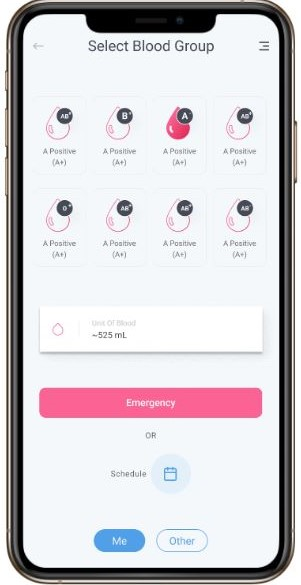 Select Blood Group
AB+ B+ A+ AB+
A Positive A Positive A Positive A Positive
(A+) (A+) (A+) (A+)
O+ AB+ AB+ AB+
A Positive A Positive A Positive A Positive
(A+) (A+) (A+) (A+)
Unit Of Blood
~525 mL
Emergency
OR
Schedule
Me Other